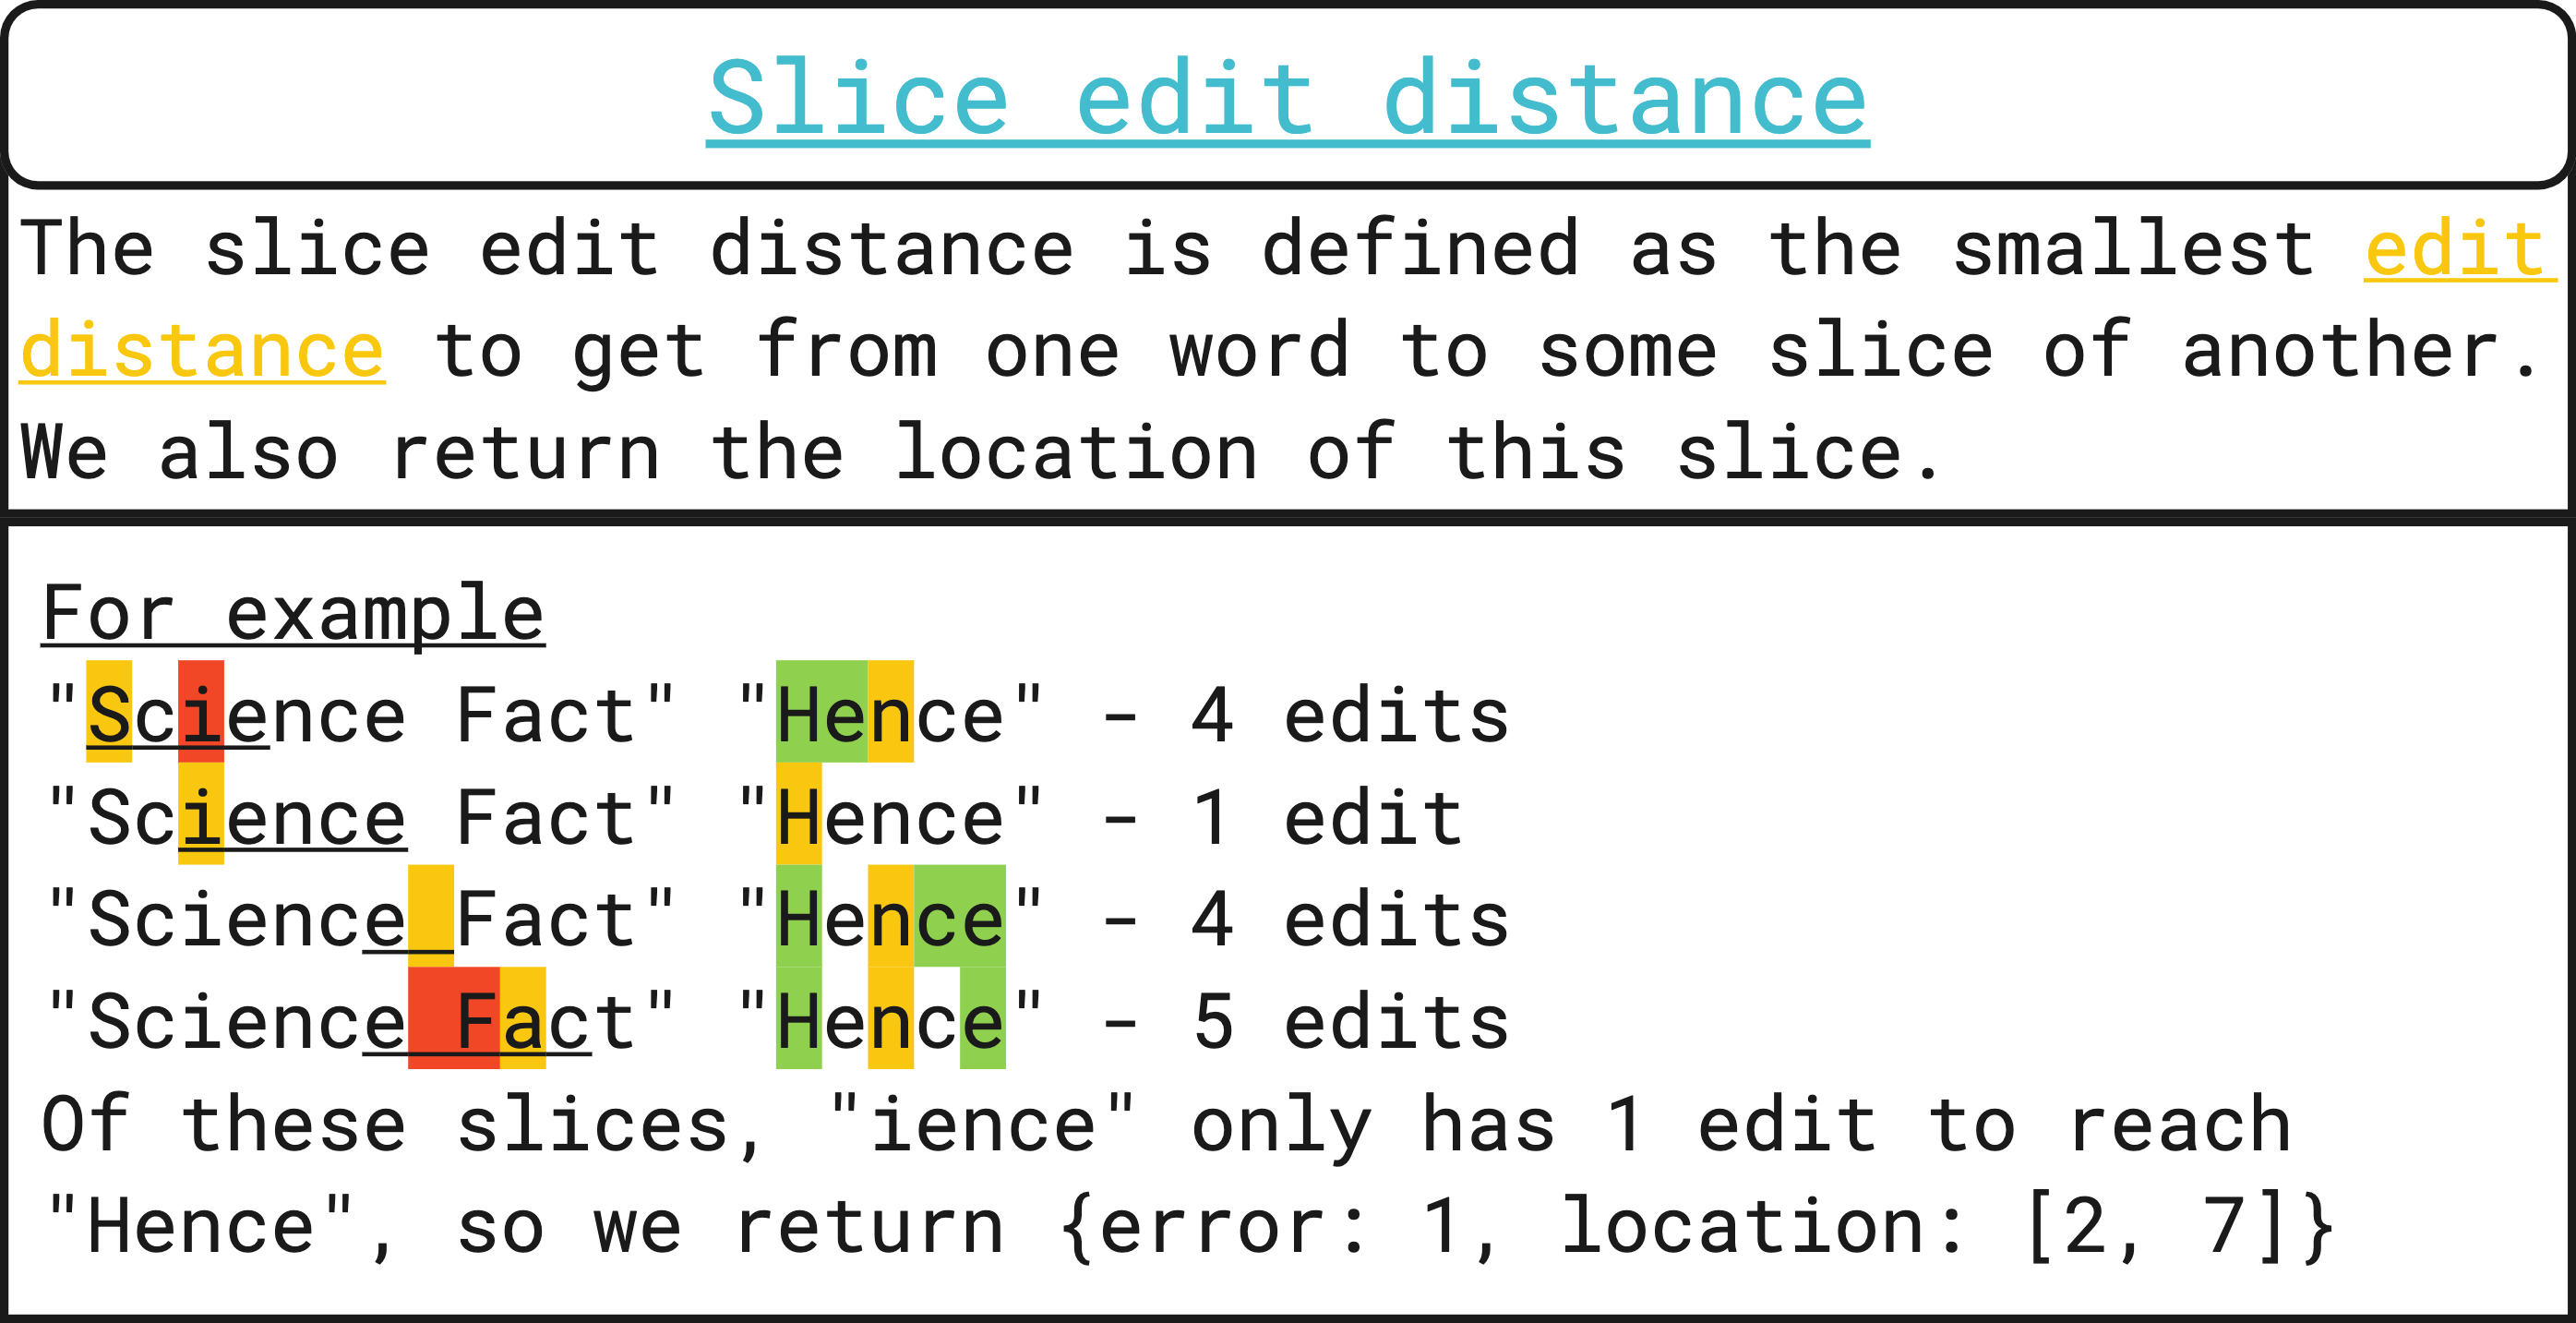 Slice edit distance
The slice edit distance is defined as the smallest edit
distance to get from one word to some slice of another.
We also return the location of this slice.
For example
"Science Fact" "Hence" - 4 edits
"Science Fact" "Hence" - 1 edit
"Science Fact" "Hence" - 4 edits
"Science Fact" "Hence" - 5 edits
Of these slices, "ience" only has 1 edit to reach
"Hence", so we return {error: 1, location: [2, 7]}